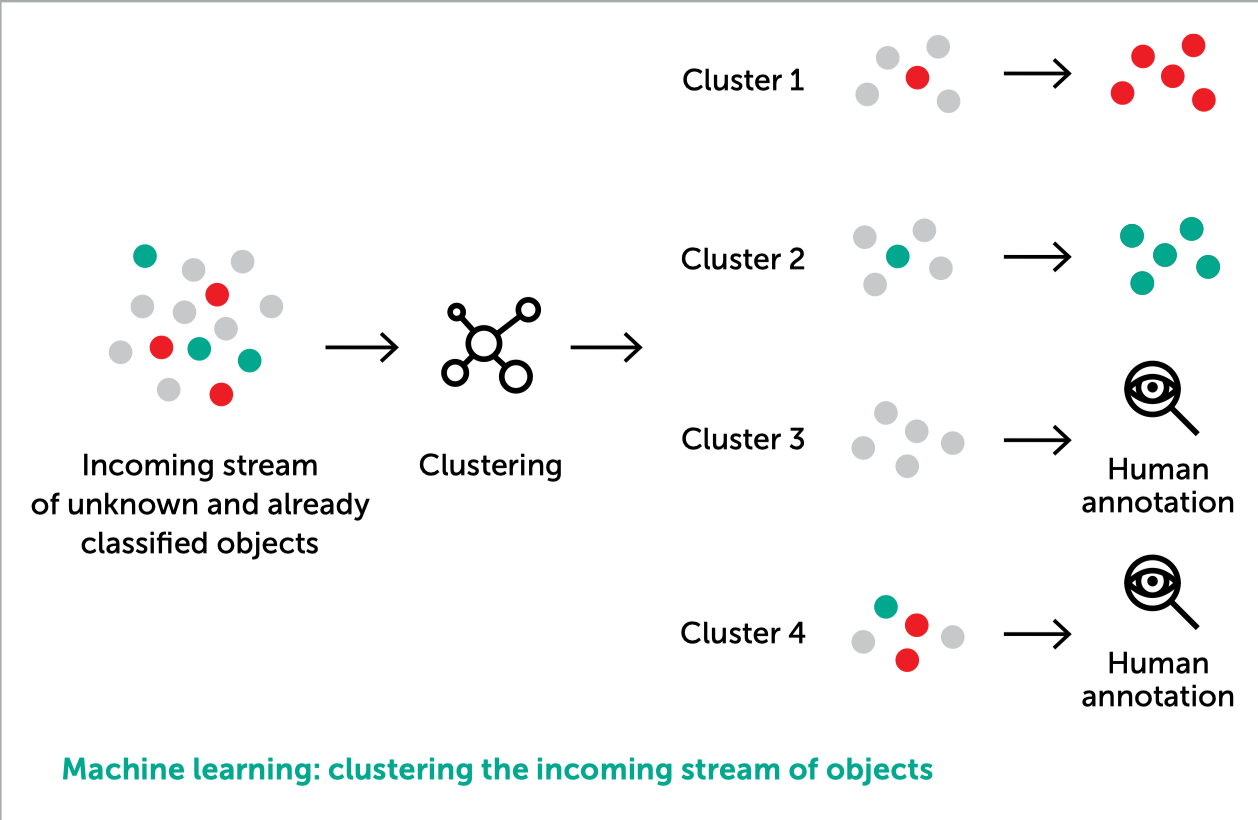 Cluster 1
Cluster 2
Cluster 3
Human
annotation
Cluster 4
Human
annotation
Incoming stream
of unknown and already
classified objects
Clustering
Machine learning: clustering the incoming stream of objects